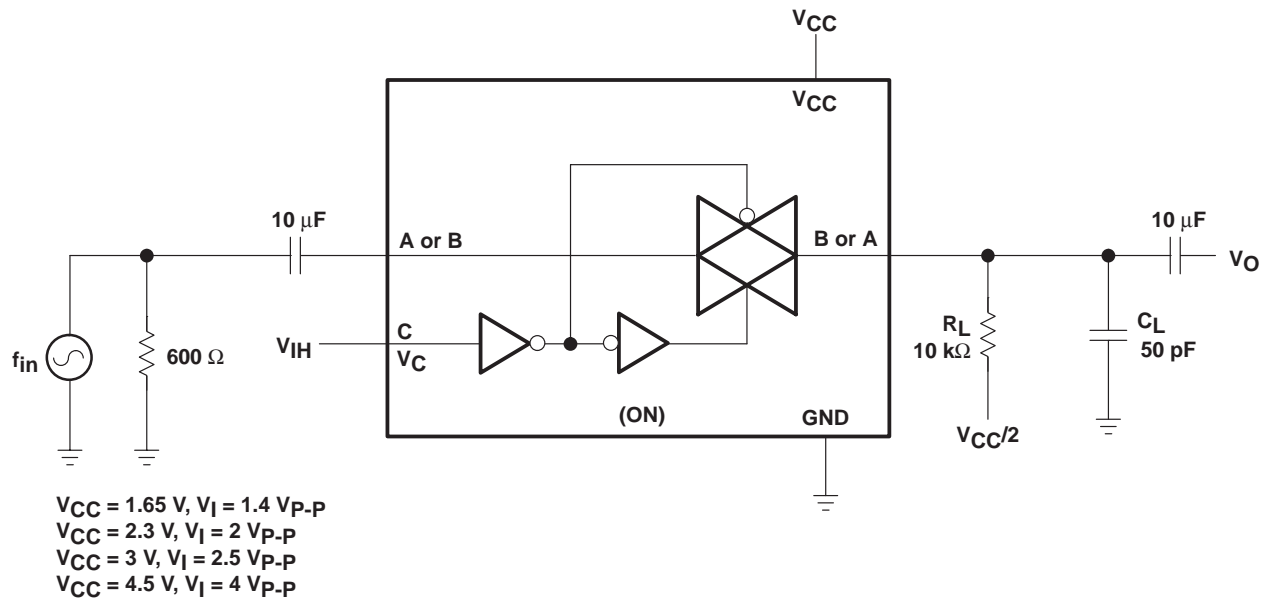 VCC
VCC
10 μF
A or B
B or A
10 μF
VO
fin
600 Ω
VIH
C
VC
RL
10 kΩ
CL
50 pF
(ON)
GND
VCC/2
VCC = 1.65 V, VI = 1.4 VP-P
VCC = 2.3 V, VI = 2 VP-P
VCC = 3 V, VI = 2.5 VP-P
VCC = 4.5 V, VI = 4 VP-P